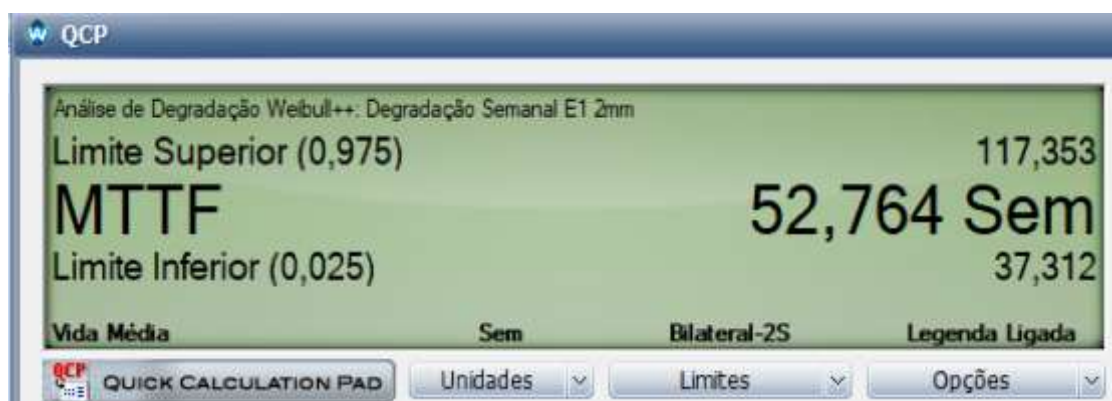 QCP
Análise de Degradação Weibull++: Degradação Semanal E1 2mm
Limite Superior (0,975) 117,353
MTTF 52,764 Sem
Limite Inferior (0,025) 37,312
Vida Média Sem Bilateral-2S Legenda Ligada
QCP QUICK CALCULATION PAD Unidades Limites Opções